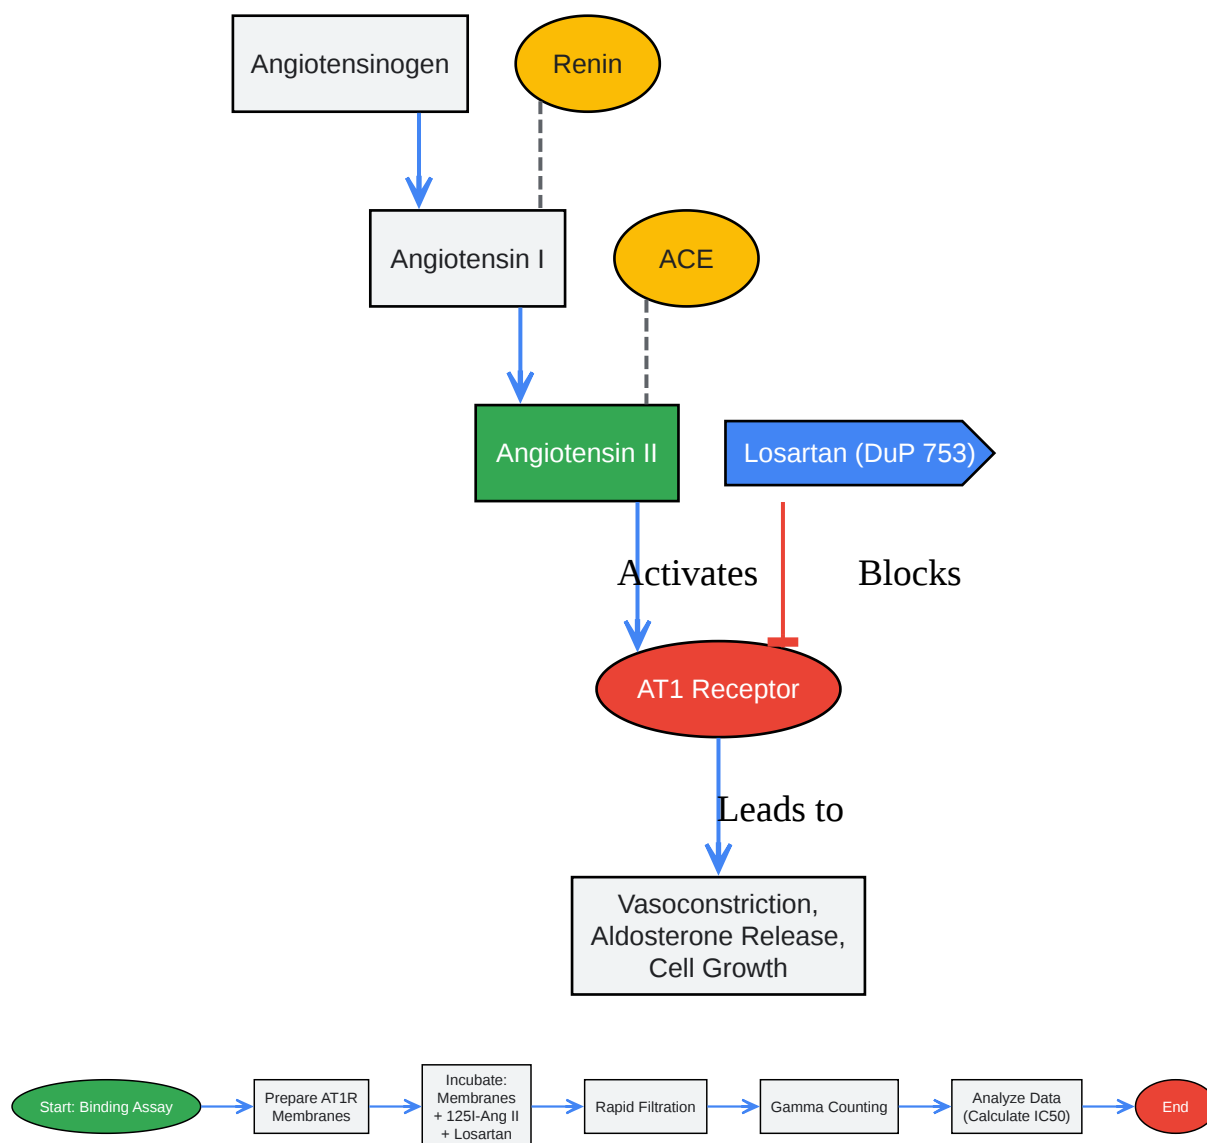 Angiotensinogen
Renin
Angiotensin I
ACE
Angiotensin II
Losartan (DuP 753)
Activates
Blocks
AT1 Receptor
Leads to
Vasoconstriction,
Aldosterone Release,
Cell Growth
Start: Binding Assay
Prepare AT1R
Membranes
Incubate:
Membranes
+ 125I-Ang II
+ Losartan
Rapid Filtration
Gamma Counting
Analyze Data
(Calculate IC50)
End